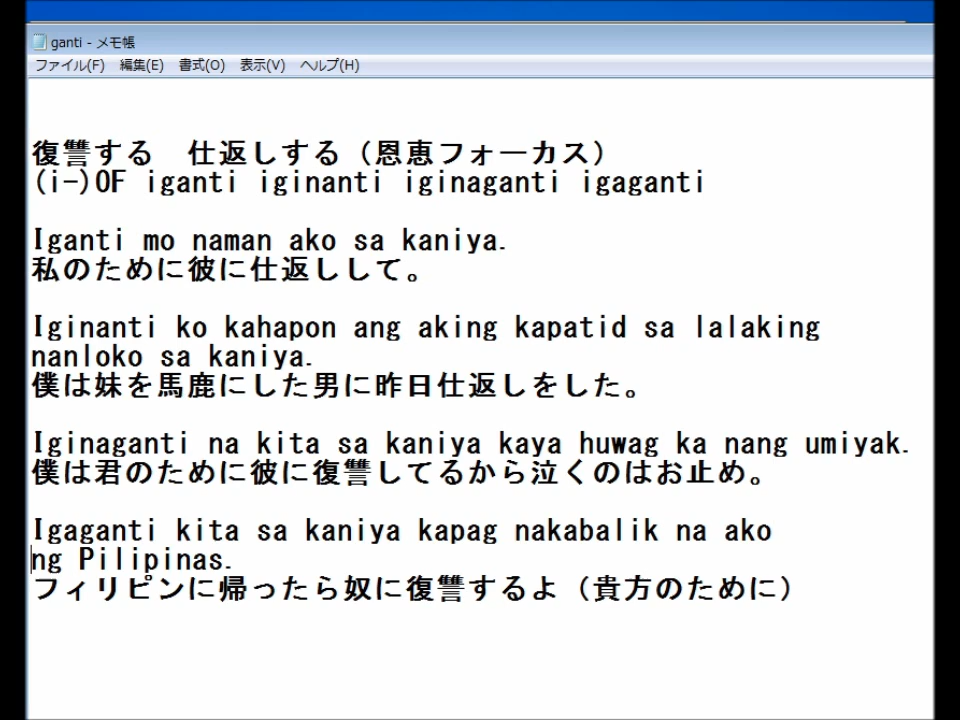 ganti - メモ帳
ファイル(F) 編集(E) 書式(O) 表示(V) ヘルプ(H)
復讐する 仕返しする（恩恵フォーカス）
(i-)OF iganti iginanti iginaganti igaganti
Iganti mo naman ako sa kaniya.
私のために彼に仕返しして。
Iginanti ko kahapon ang aking kapatid sa lalaking
nanloko sa kaniya.
僕は妹を馬鹿にした男に昨日仕返しをした。
Iginaganti na kita sa kaniya kaya huwag ka nang umiyak.
僕は君のために彼に復讐してるから泣くのはお止め。
Igaganti kita sa kaniya kapag nakabalik na ako
ng Pilipinas.
フィリピンに帰ったら奴に復讐するよ（貴方のために）